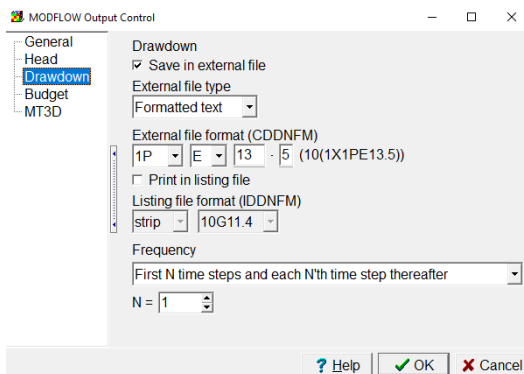 MODFLOW Output Control
General
Head
Drawdown
Budget
MT3D
Drawdown
Save in external file
External file type
Formatted text
External file format (CDDNFM)
1P E 13 . 5 (10(1X1PE13.5))
Print in listing file
Listing file format (IDDNFM)
strip 10G11.4
Frequency
First N time steps and each N'th time step thereafter
N = 1
? Help OK Cancel